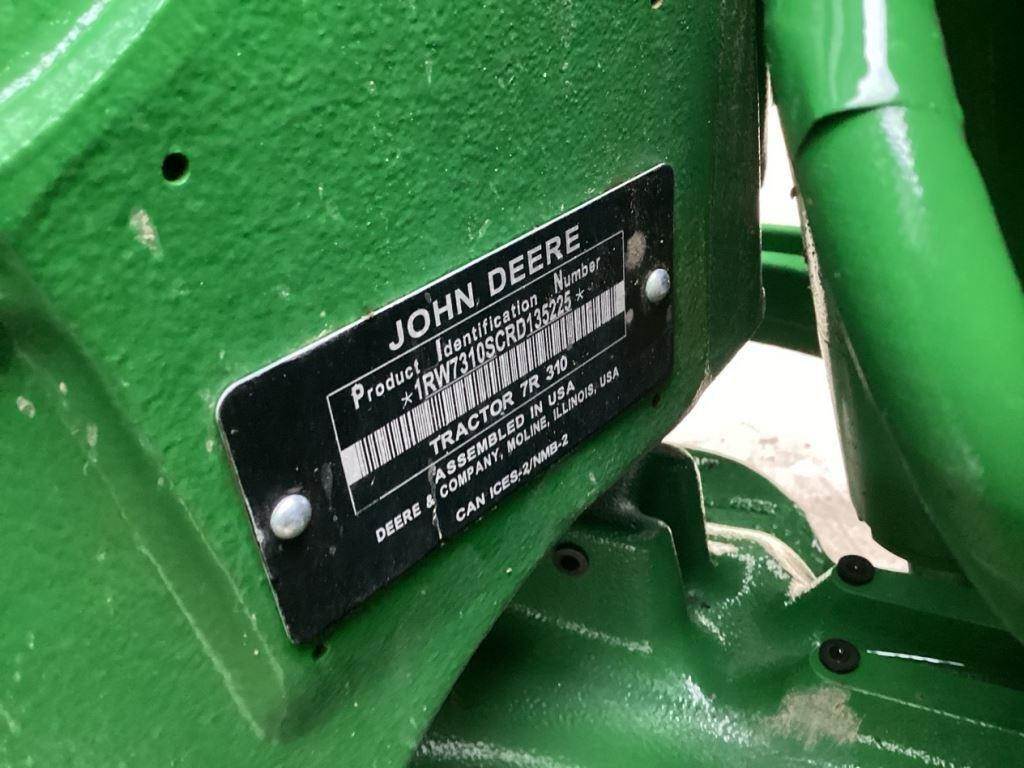 JOHN DEERE
Product Identification Number
*1RW7310SCRD135225*
TRACTOR 7R 310
ASSEMBLED IN USA
DEERE & COMPANY, MOLINE, ILLINOIS, USA
CAN ICES-2/NMB-2